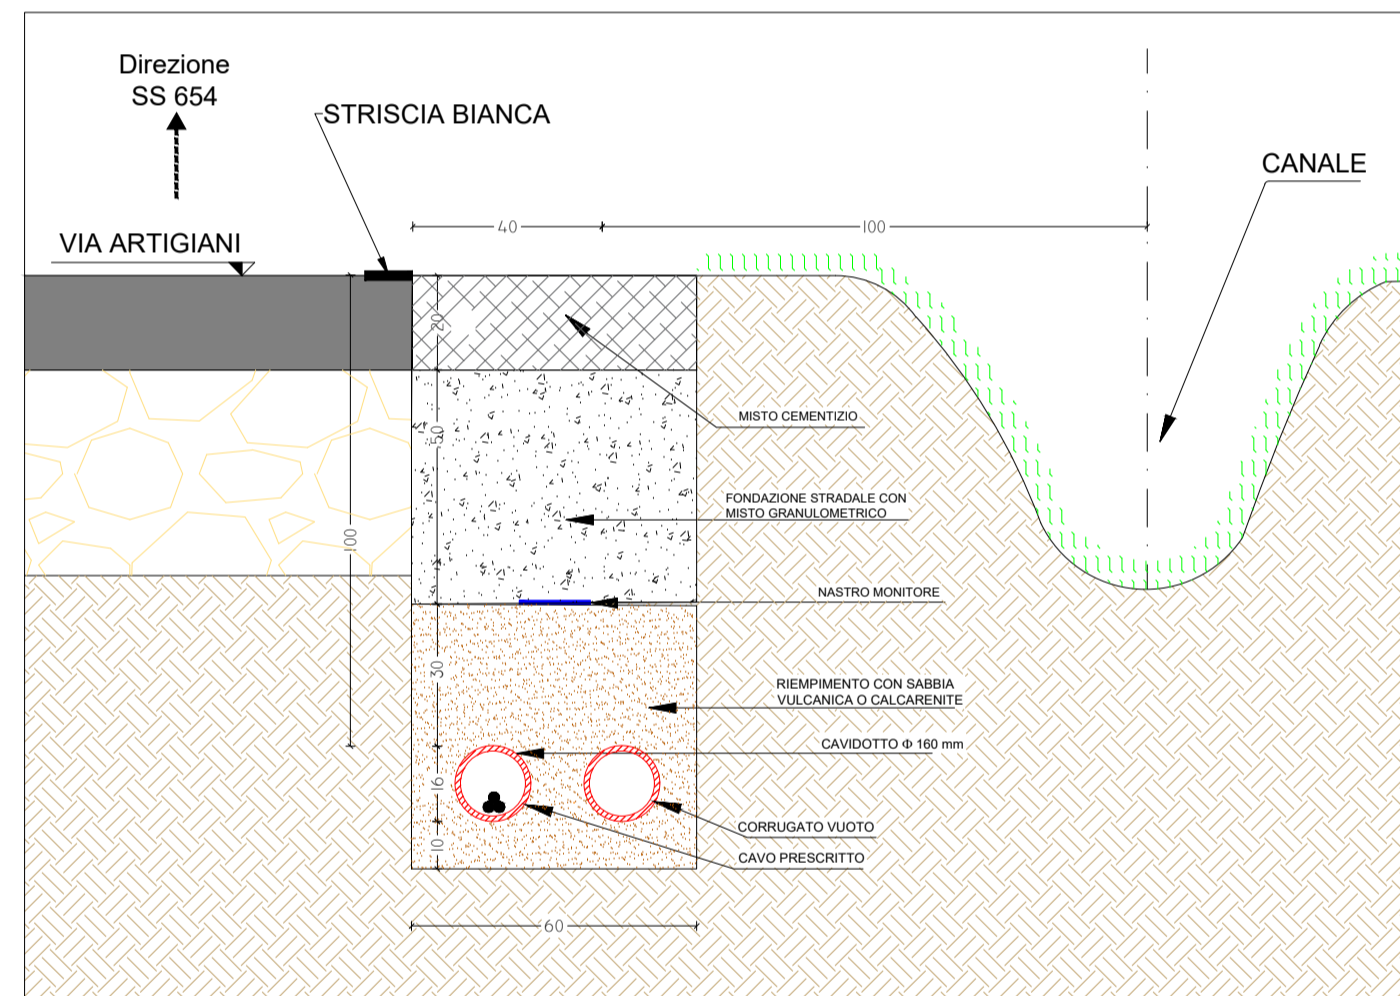 Direzione
SS 654
STRISCIA BIANCA
CANALE
VIA ARTIGIANI
40
100
20
MISTO CEMENTIZIO
50
FONDAZIONE STRADALE CON
MISTO GRANULOMETRICO
100
NASTRO MONITORE
30
RIEMPIMENTO CON SABBIA
VULCANICA O CALCARENITE
CAVIDOTTO Φ 160 mm
16
CORRUGATO VUOTO
10
CAVO PRESCRITTO
60